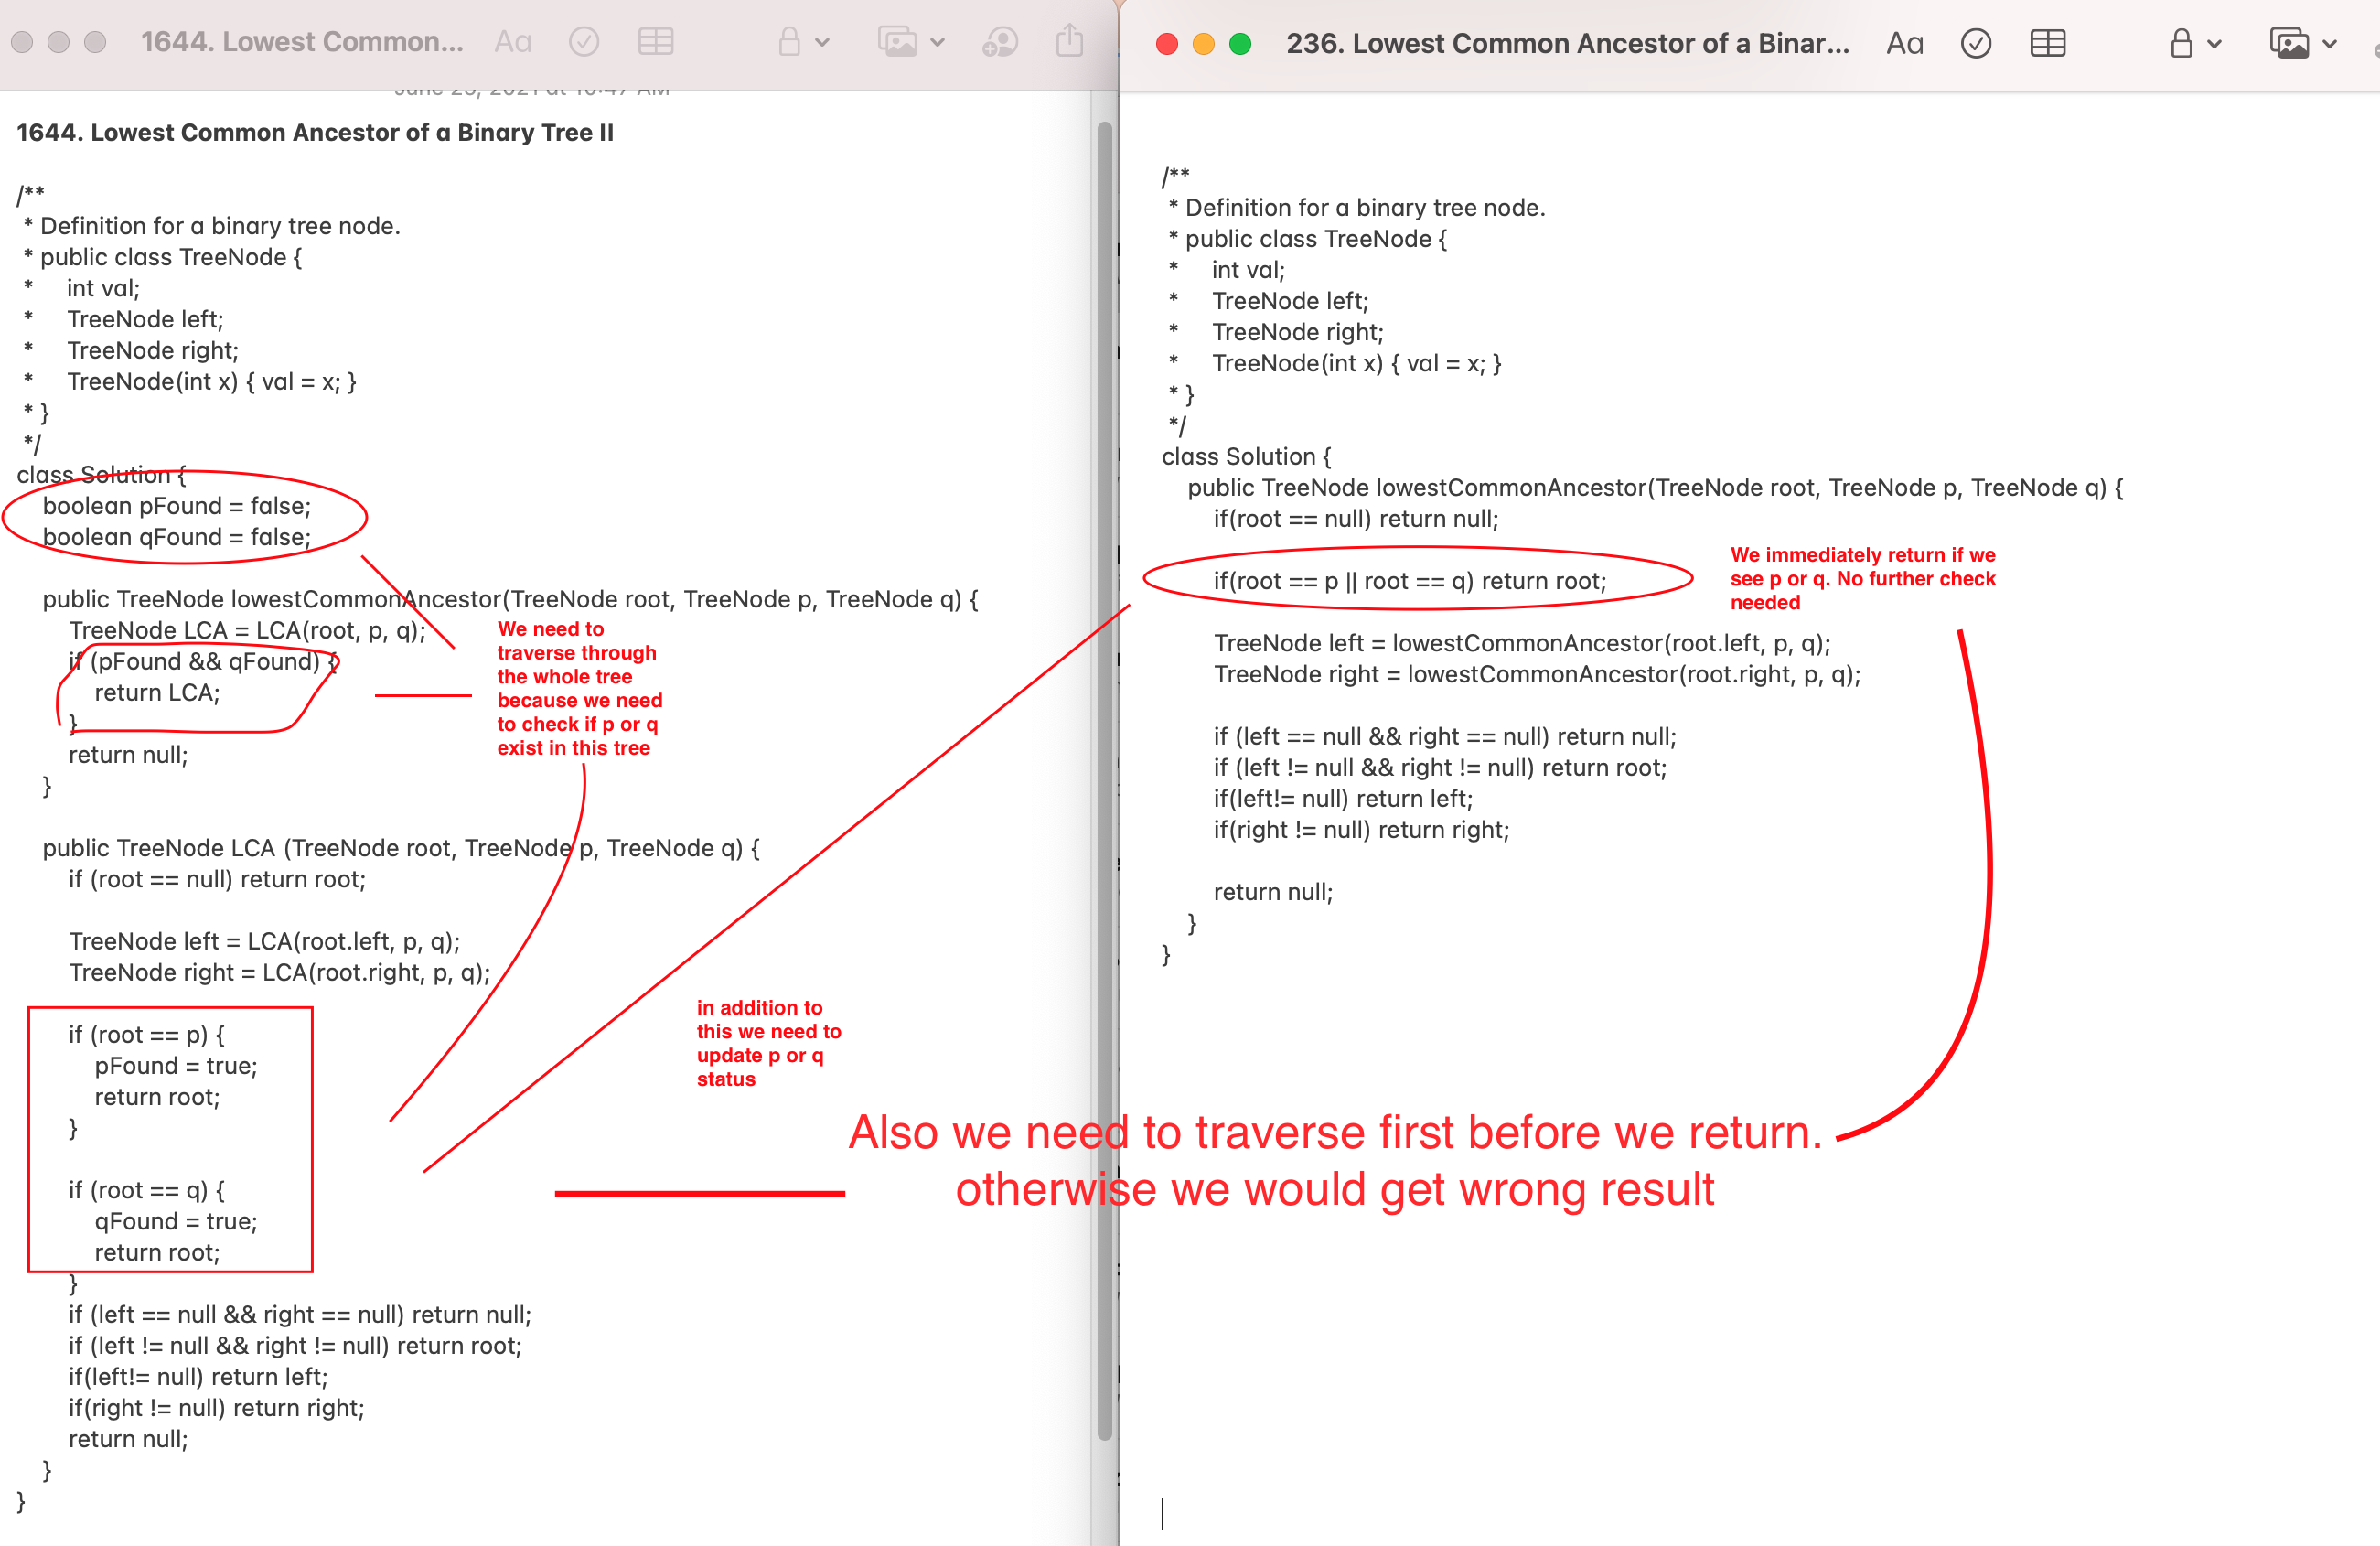 1644. Lowest Common...
Aa
June 25, 2021 at 10:47 AM
1644. Lowest Common Ancestor of a Binary Tree II
/**
* Definition for a binary tree node.
* public class TreeNode {
*     int val;
*     TreeNode left;
*     TreeNode right;
*     TreeNode(int x) { val = x; }
* }
*/
class Solution {
    boolean pFound = false;
    boolean qFound = false;
    public TreeNode lowestCommonAncestor(TreeNode root, TreeNode p, TreeNode q) {
        TreeNode LCA = LCA(root, p, q);
        if (pFound && qFound) {
            return LCA;
        }
        return null;
    }
    public TreeNode LCA (TreeNode root, TreeNode p, TreeNode q) {
        if (root == null) return root;
        TreeNode left = LCA(root.left, p, q);
        TreeNode right = LCA(root.right, p, q);
        if (root == p) {
            pFound = true;
            return root;
        }
        if (root == q) {
            qFound = true;
            return root;
        }
        if (left == null && right == null) return null;
        if (left != null && right != null) return root;
        if(left!= null) return left;
        if(right != null) return right;
        return null;
    }
}
We need to
traverse through
the whole tree
because we need
to check if p or q
exist in this tree
in addition to
this we need to
update p or q
status
Also we need to traverse first before we return.
otherwise we would get wrong result
236. Lowest Common Ancestor of a Binar...
Aa
/**
* Definition for a binary tree node.
* public class TreeNode {
*     int val;
*     TreeNode left;
*     TreeNode right;
*     TreeNode(int x) { val = x; }
* }
*/
class Solution {
    public TreeNode lowestCommonAncestor(TreeNode root, TreeNode p, TreeNode q) {
        if(root == null) return null;
        if(root == p || root == q) return root;
        TreeNode left = lowestCommonAncestor(root.left, p, q);
        TreeNode right = lowestCommonAncestor(root.right, p, q);
        if (left == null && right == null) return null;
        if (left != null && right != null) return root;
        if(left!= null) return left;
        if(right != null) return right;
        return null;
    }
}
We immediately return if we
see p or q. No further check
needed